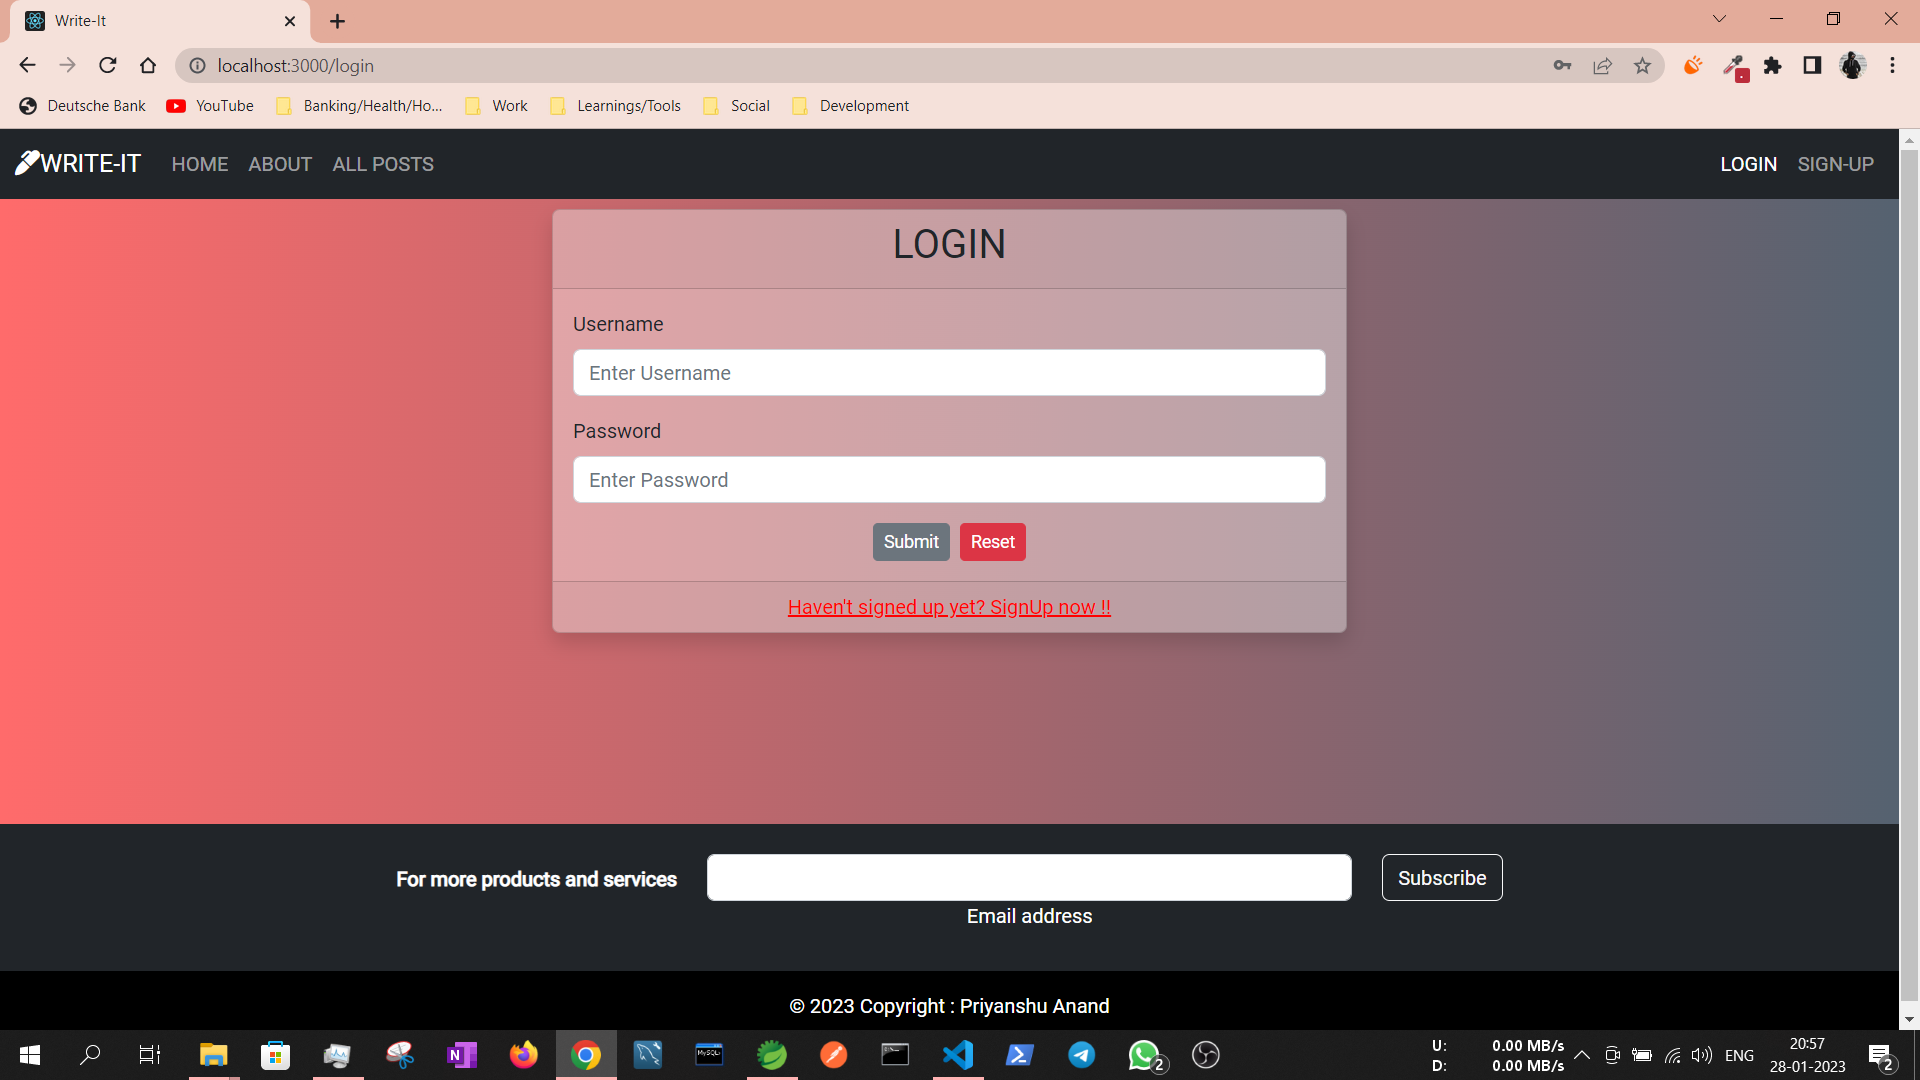 Write-It
localhost:3000/login
Deutsche Bank
YouTube
Banking/Health/Ho...
Work
Learnings/Tools
Social
Development
WRITE-IT
HOME
ABOUT
ALL POSTS
LOGIN
SIGN-UP
LOGIN
Username
Enter Username
Password
Enter Password
Submit
Reset
Haven't signed up yet? SignUp now !!
For more products and services
Subscribe
Email address
© 2023 Copyright : Priyanshu Anand
N
MySQL
2
U: 0.00 MB/s
D: 0.00 MB/s
ENG
20:57
28-01-2023
2